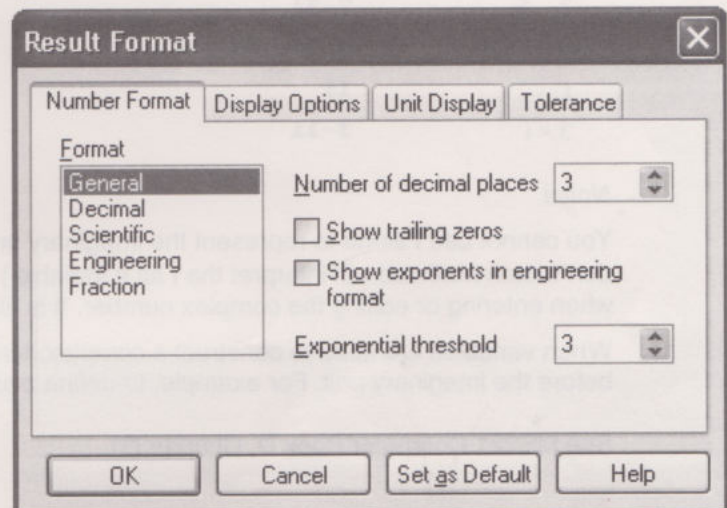 Result Format
Number Format Display Options Unit Display Tolerance
Format
General
Decimal
Scientific
Engineering
Fraction
Number of decimal places 3
Show trailing zeros
Show exponents in engineering
format
Exponential threshold 3
OK Cancel Set as Default Help